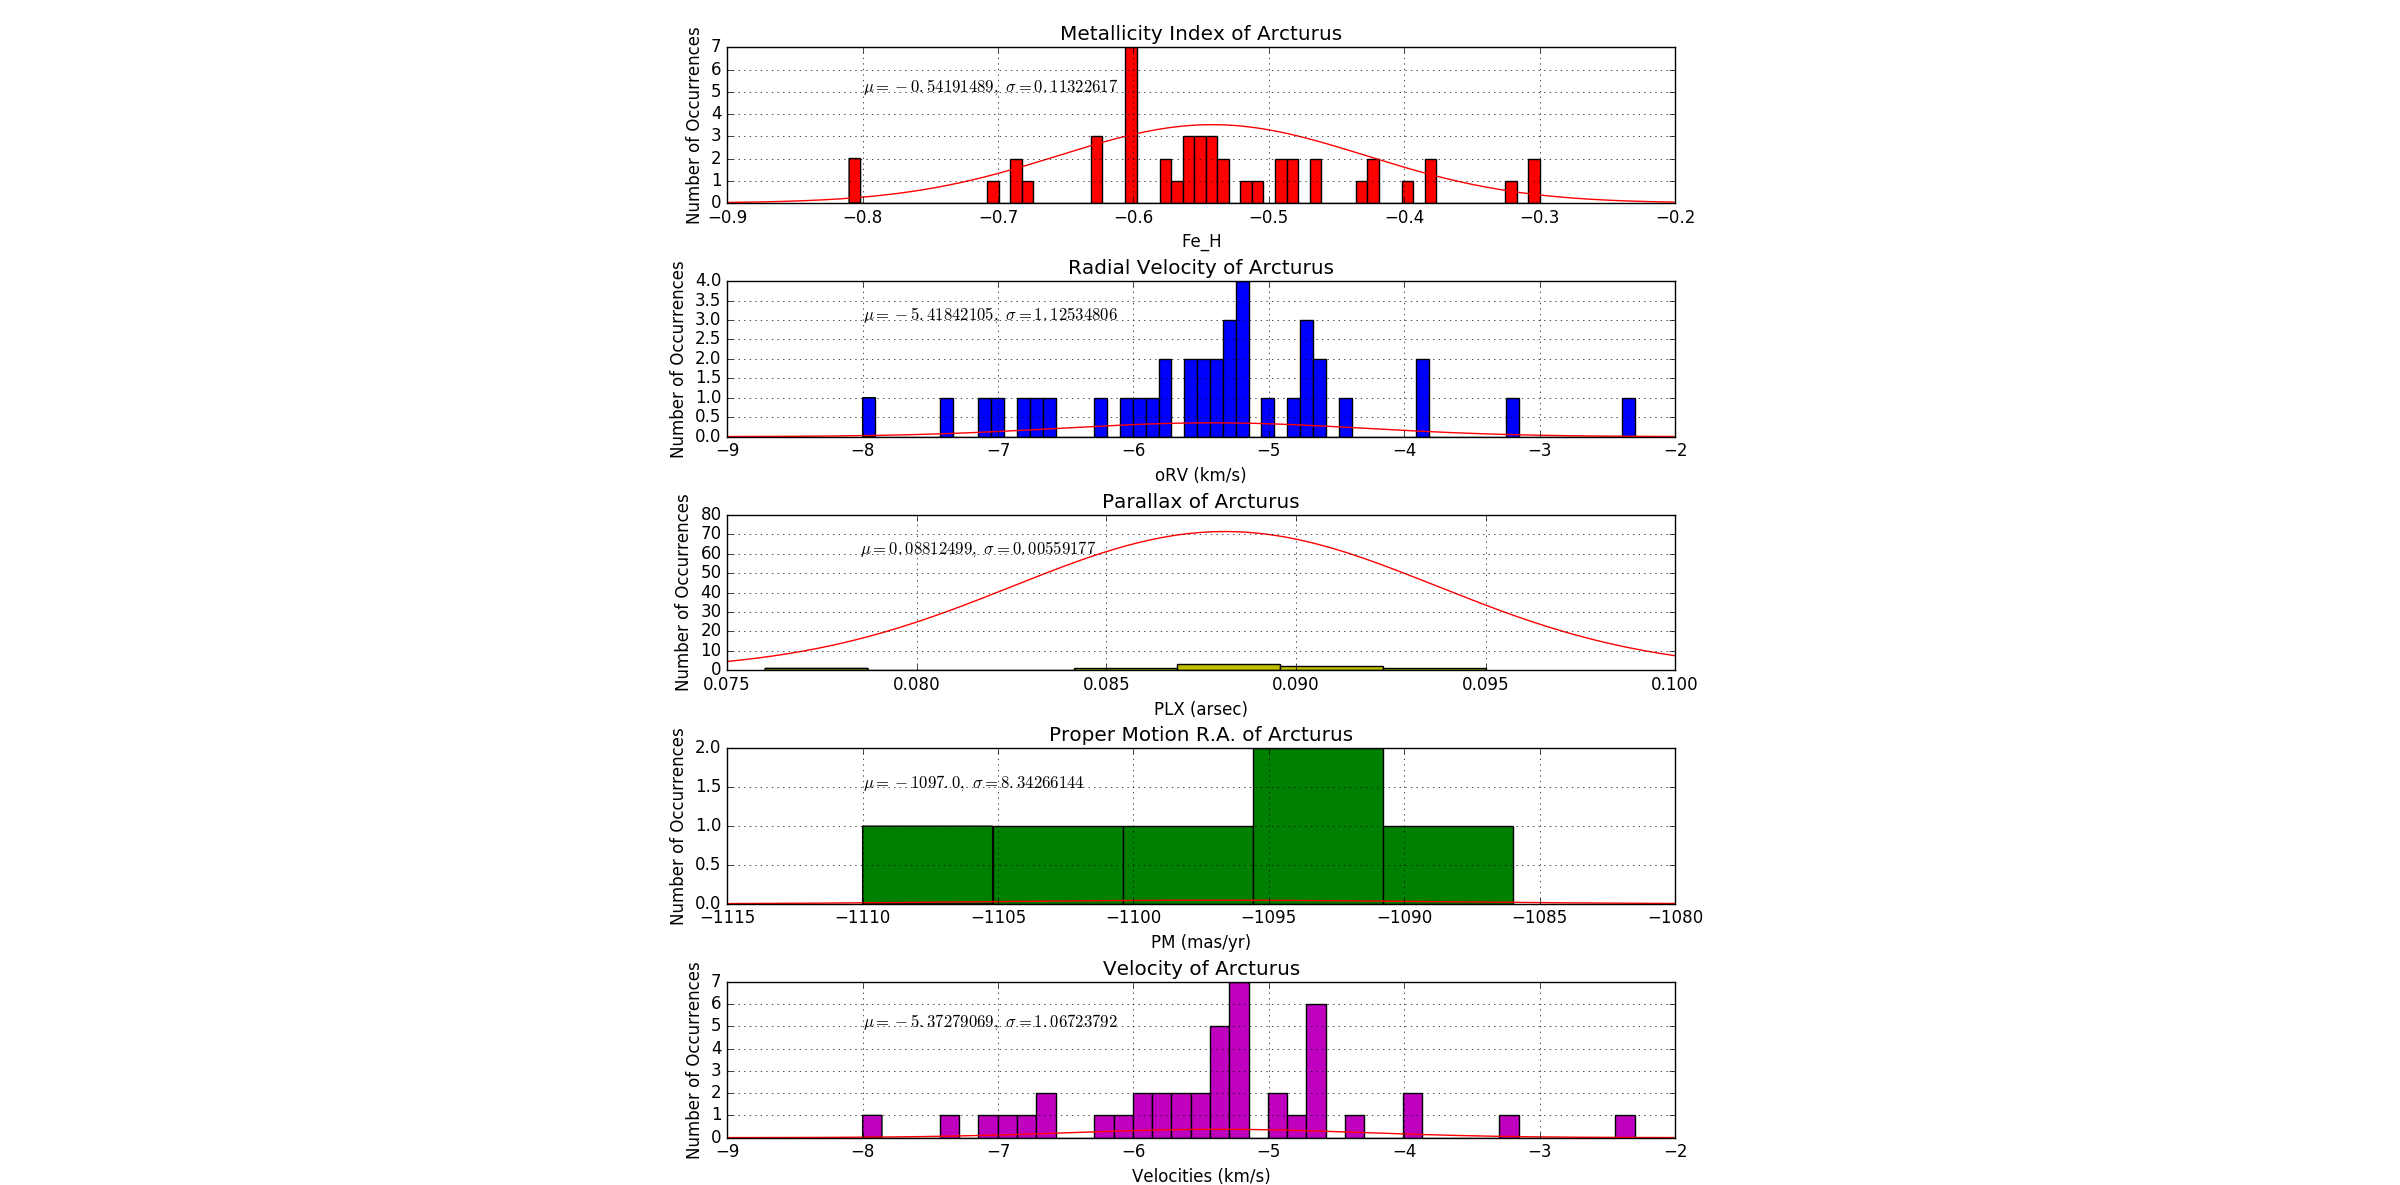 Metallicity Index of Arcturus
Number of Occurrences
7
6
5
4
3
2
1
0
μ = −0.54191489, σ = 0.11322617
−0.9 −0.8 −0.7 −0.6 −0.5 −0.4 −0.3 −0.2
Fe_H
Radial Velocity of Arcturus
Number of Occurrences
4.0
3.5
3.0
2.5
2.0
1.5
1.0
0.5
0.0
μ = −5.41842105, σ = 1.12534806
−9 −8 −7 −6 −5 −4 −3 −2
oRV (km/s)
Parallax of Arcturus
Number of Occurrences
80
70
60
50
40
30
20
10
0
μ = 0.08812499, σ = 0.00559177
0.075 0.080 0.085 0.090 0.095 0.100
PLX (arsec)
Proper Motion R.A. of Arcturus
Number of Occurrences
2.0
1.5
1.0
0.5
0.0
μ = −1097.0, σ = 8.34266144
−1115 −1110 −1105 −1100 −1095 −1090 −1085 −1080
PM (mas/yr)
Velocity of Arcturus
Number of Occurrences
7
6
5
4
3
2
1
0
μ = −5.37279069, σ = 1.06723792
−9 −8 −7 −6 −5 −4 −3 −2
Velocities (km/s)